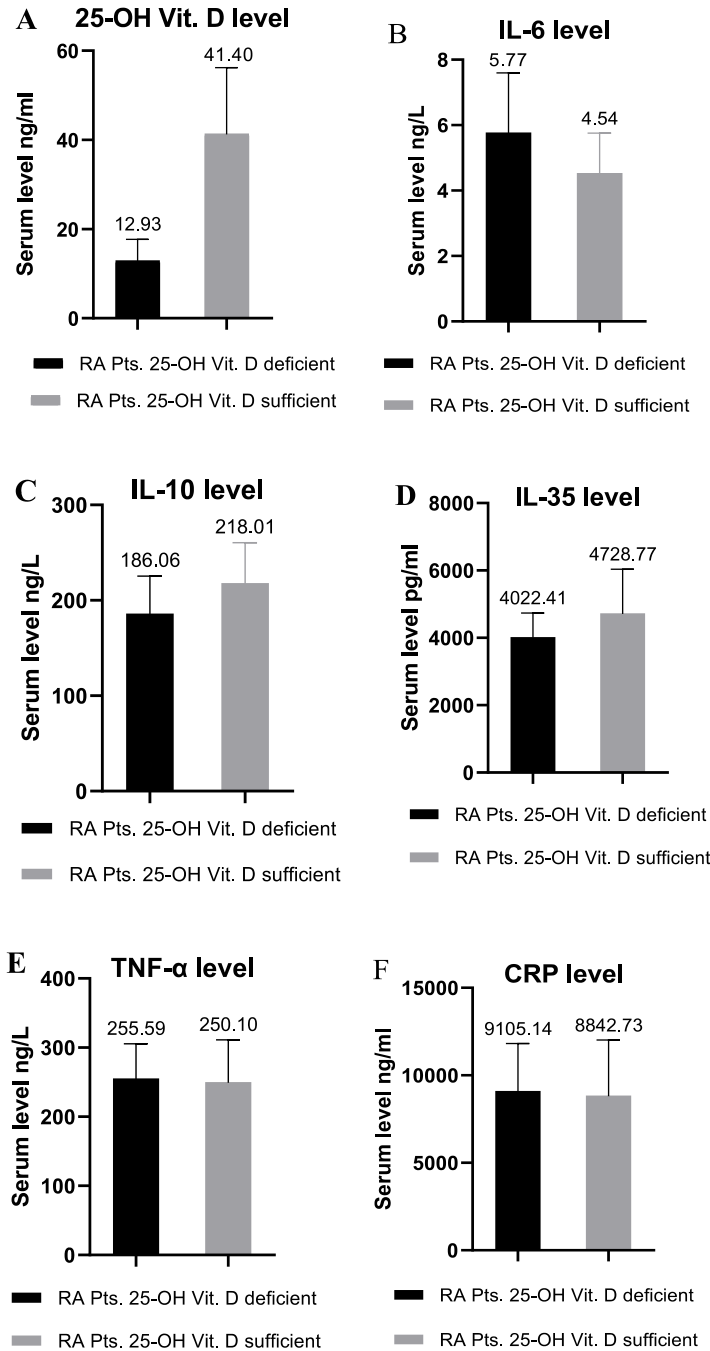 A
25-OH Vit. D level
Serum level ng/ml
60
40
20
0
12.93
41.40
RA Pts. 25-OH Vit. D deficient
RA Pts. 25-OH Vit. D sufficient
B
IL-6 level
Serum level ng/L
8
6
4
2
0
5.77
4.54
RA Pts. 25-OH Vit. D deficient
RA Pts. 25-OH Vit. D sufficient
C
IL-10 level
Serum level ng/L
300
200
100
0
186.06
218.01
RA Pts. 25-OH Vit. D deficient
RA Pts. 25-OH Vit. D sufficient
D
IL-35 level
Serum level pg/ml
8000
6000
4000
2000
0
4022.41
4728.77
RA Pts. 25-OH Vit. D deficient
RA Pts. 25-OH Vit. D sufficient
E
TNF-α level
Serum level ng/L
400
300
200
100
0
255.59
250.10
RA Pts. 25-OH Vit. D deficient
RA Pts. 25-OH Vit. D sufficient
F
CRP level
Serum level ng/ml
15000
10000
5000
0
9105.14
8842.73
RA Pts. 25-OH Vit. D deficient
RA Pts. 25-OH Vit. D sufficient